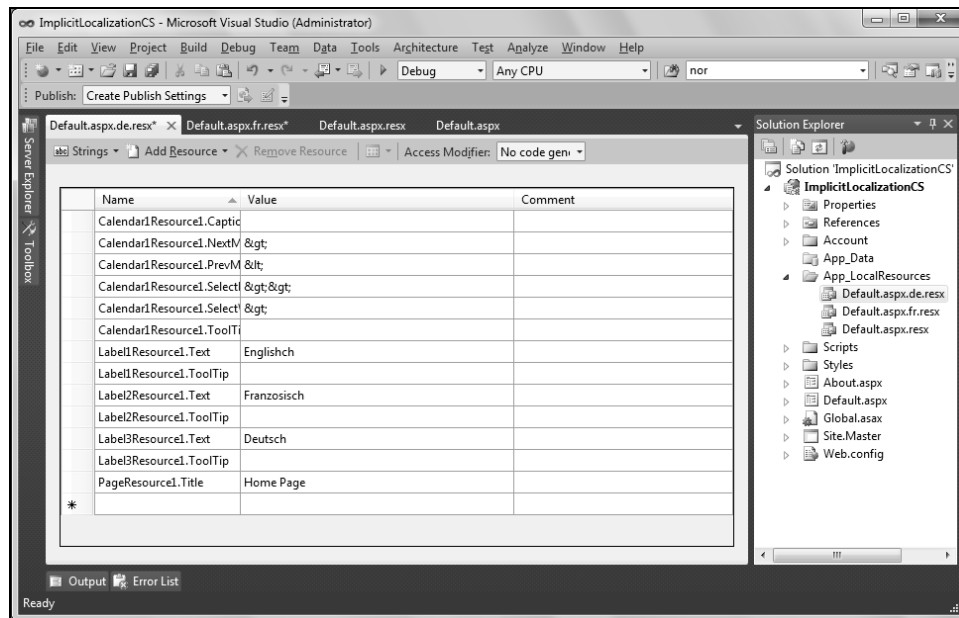 ImplicitLocalizationCS - Microsoft Visual Studio (Administrator)
File Edit View Project Build Debug Team Data Tools Architecture Test Analyze Window Help
Debug Any CPU nor
Publish: Create Publish Settings
Default.aspx.de.resx* Default.aspx.fr.resx* Default.aspx.resx Default.aspx
Strings Add Resource Remove Resource Access Modifier: No code gen
Server Explorer
Toolbox
Name Value Comment
Calendar1Resource1.Captic
Calendar1Resource1.NextM &gt;
Calendar1Resource1.PrevM &lt;
Calendar1Resource1.Select &gt;&gt;
Calendar1Resource1.Select &gt;
Calendar1Resource1.ToolTi
Label1Resource1.Text Englishch
Label1Resource1.ToolTip
Label2Resource1.Text Franzosisch
Label2Resource1.ToolTip
Label3Resource1.Text Deutsch
Label3Resource1.ToolTip
PageResource1.Title Home Page
Solution Explorer
Solution 'ImplicitLocalizationCS'
ImplicitLocalizationCS
Properties
References
Account
App_Data
App_LocalResources
Default.aspx.de.resx
Default.aspx.fr.resx
Default.aspx.resx
Scripts
Styles
About.aspx
Default.aspx
Global.asax
Site.Master
Web.config
Output Error List
Ready